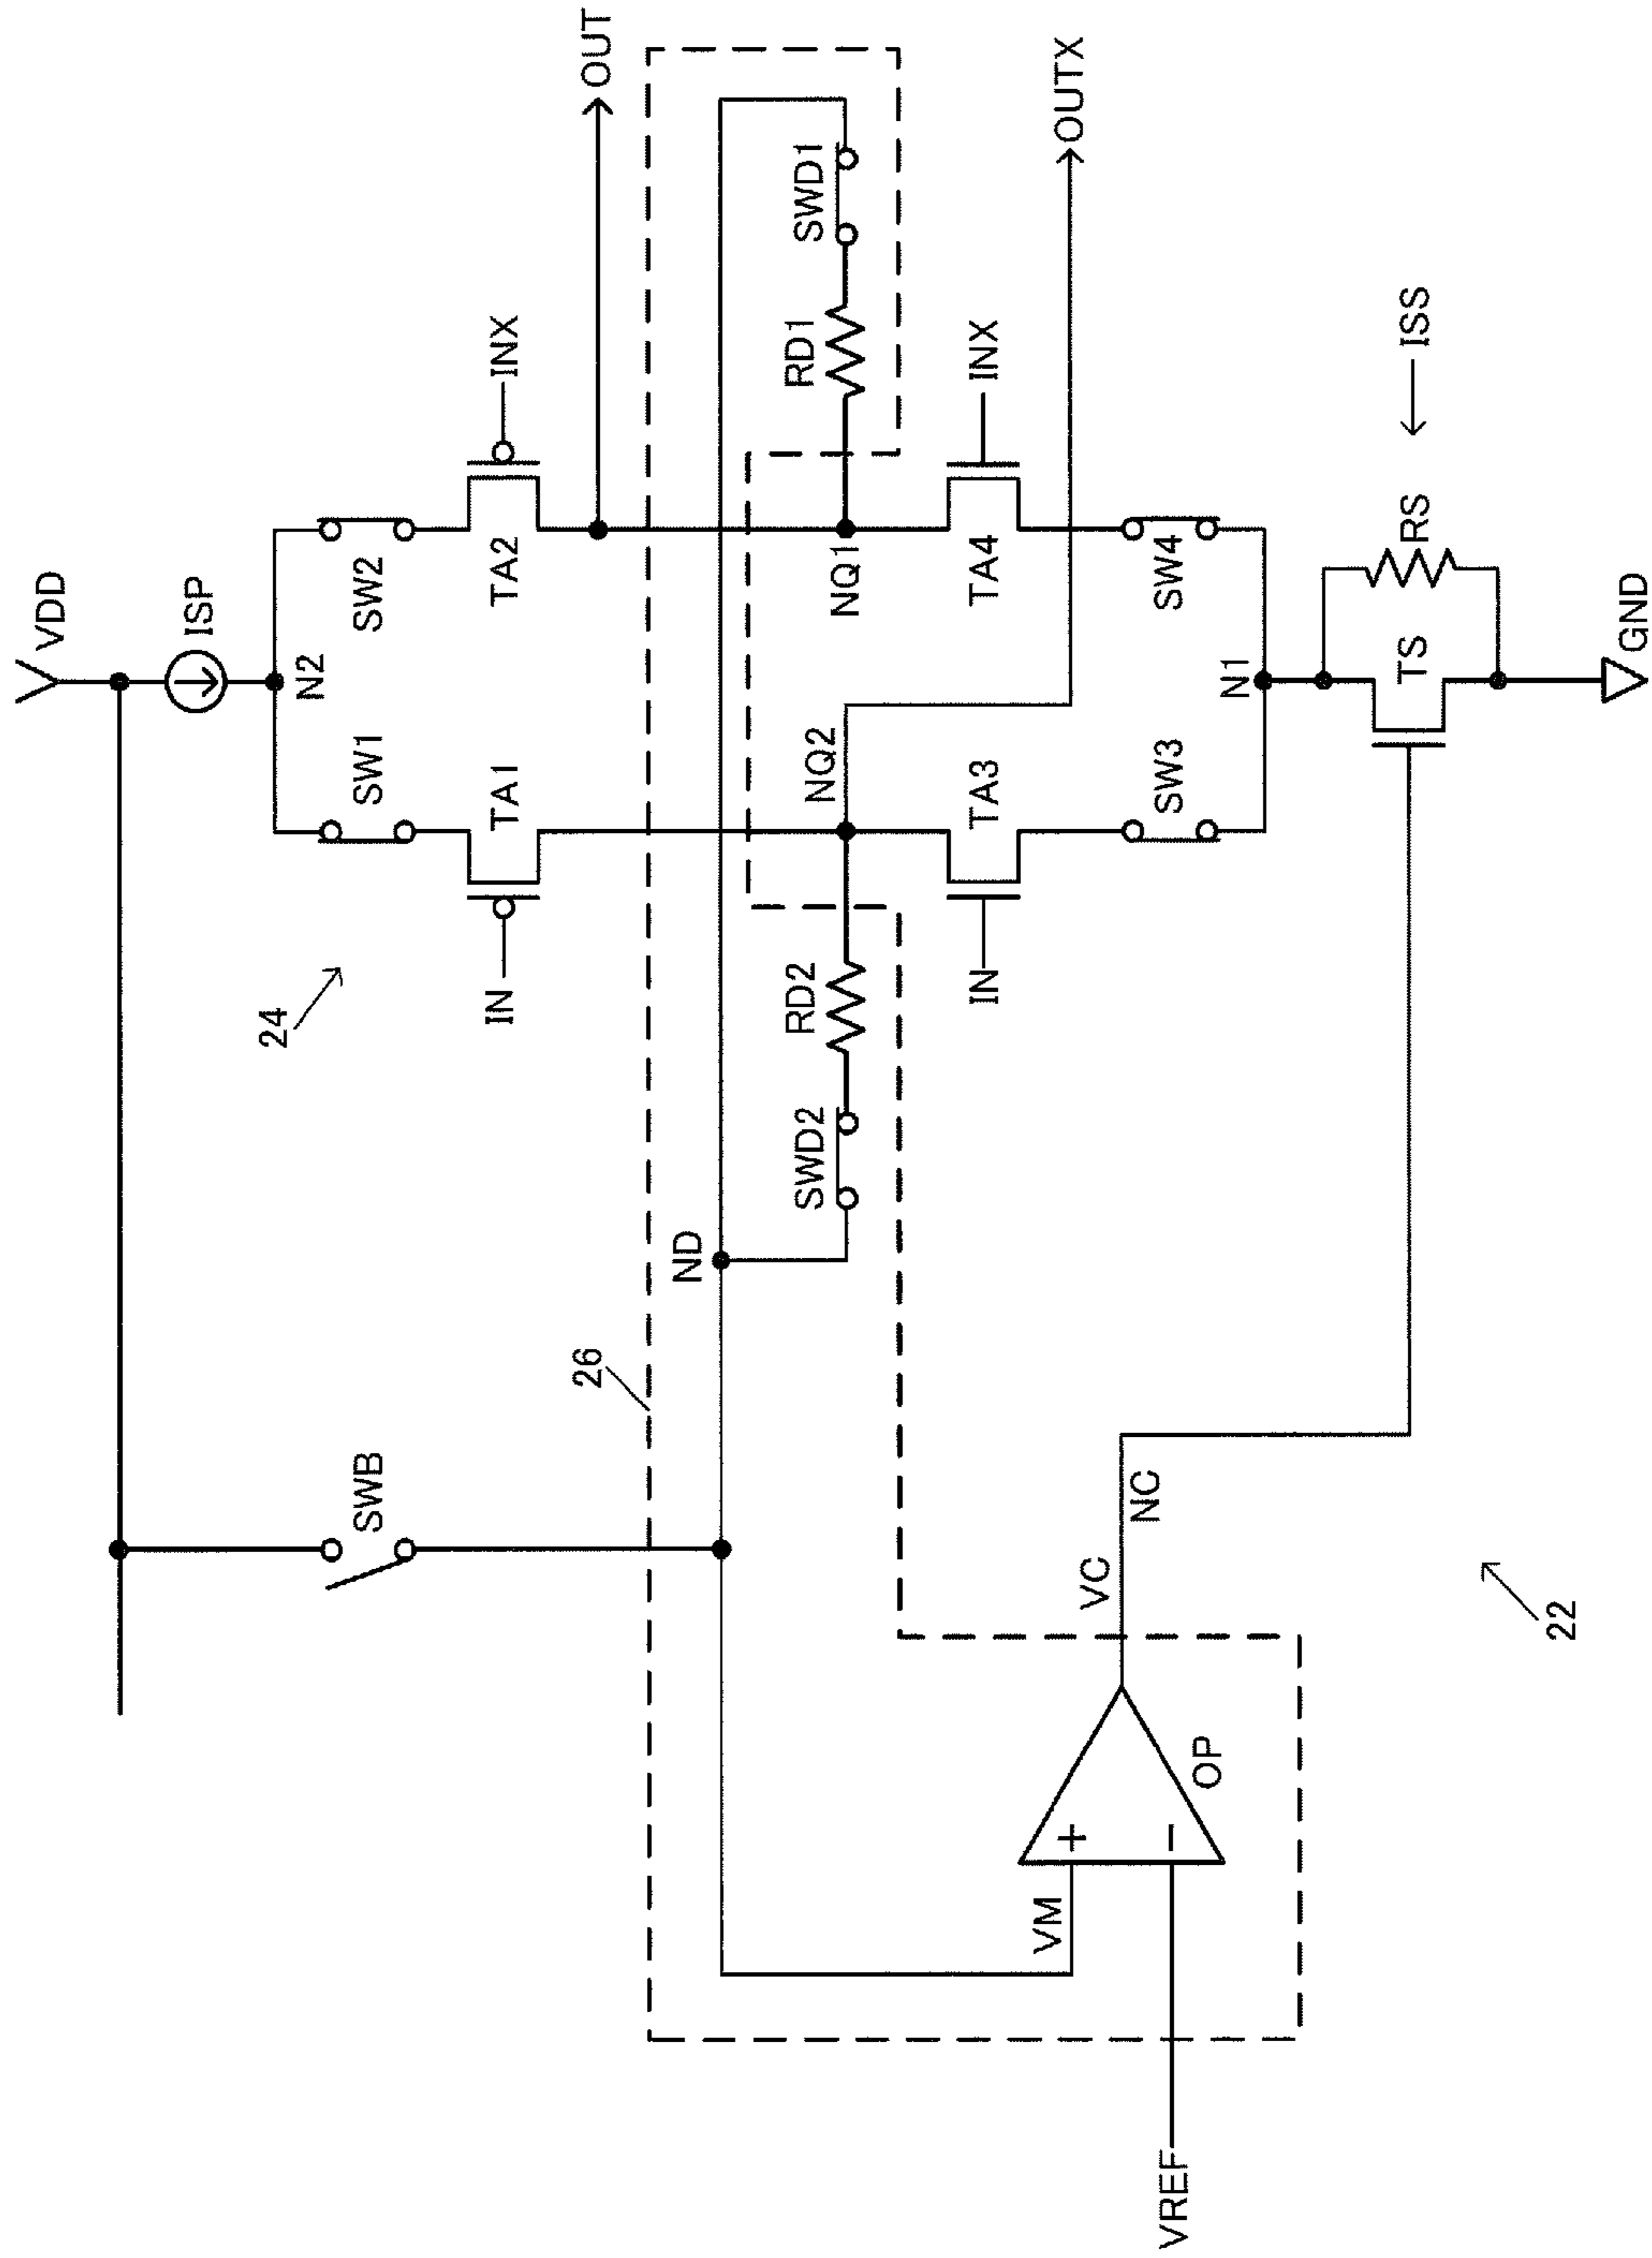 VDD
ISP
N2
SW1
SW2
SWB
24
IN
TA1
TA2
INX
OUT
26
ND
SWD2
RD2
NQ2
NQ1
RD1
SWD1
OUTX
VM
+
−
OP
VREF
VC
NC
IN
TA3
TA4
INX
SW3
SW4
N1
22
TS
RS
ISS
GND